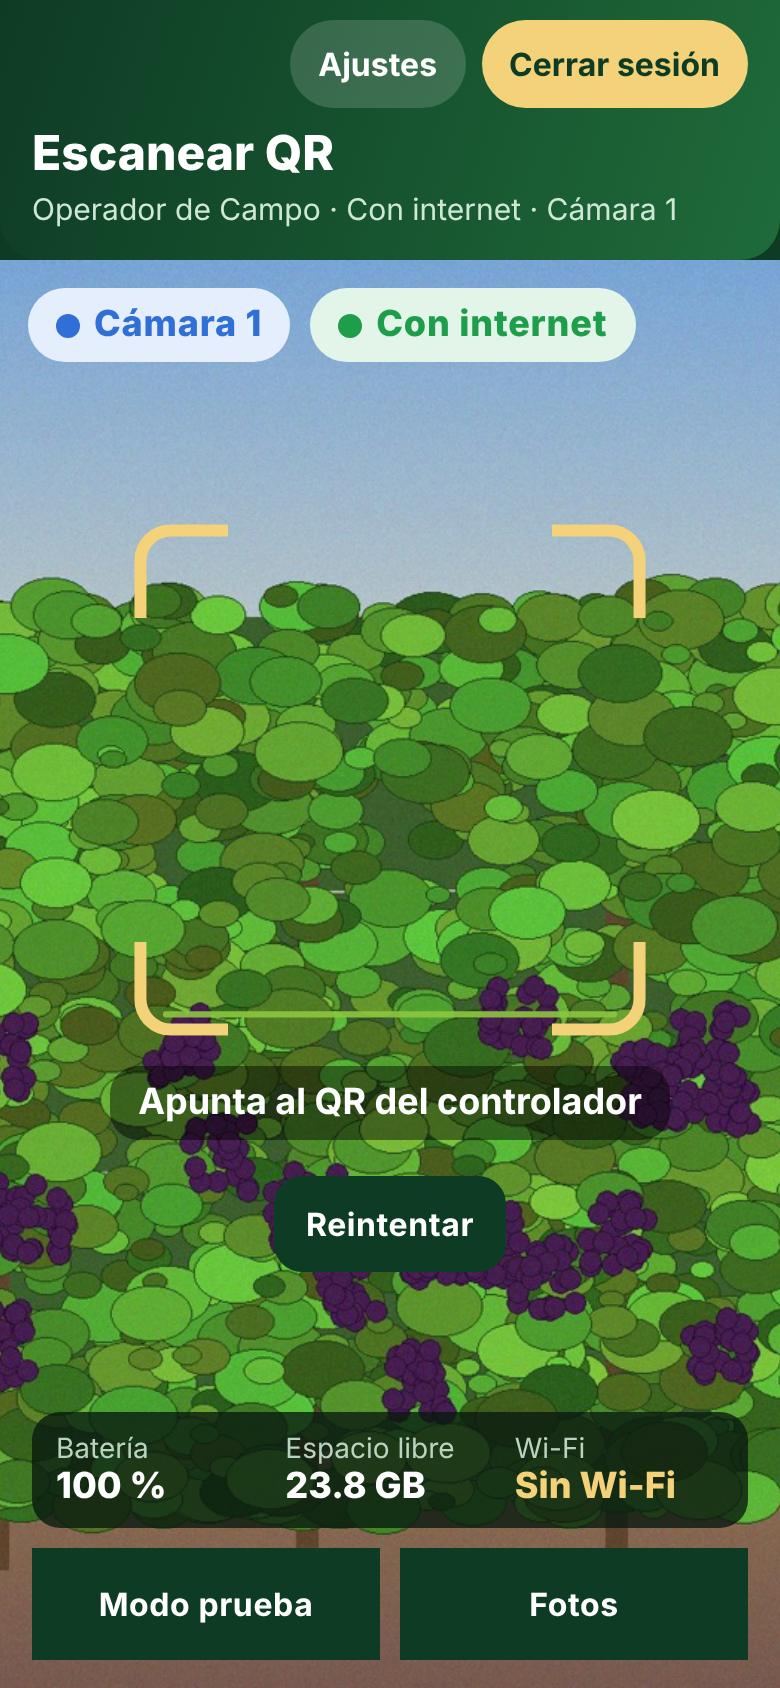 Ajustes
Cerrar sesión
Escanear QR
Operador de Campo · Con internet · Cámara 1
Cámara 1
Con internet
Apunta al QR del controlador
Reintentar
Batería
100 %
Espacio libre
23.8 GB
Wi-Fi
Sin Wi-Fi
Modo prueba
Fotos